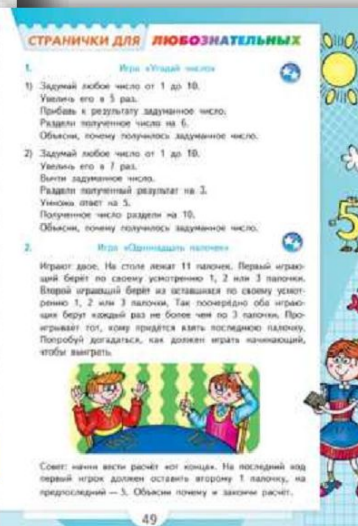 СТРАНИЧКИ ДЛЯ ЛЮБОЗНАТЕЛЬНЫХ
1. Игра «Угадай число»
1) Задумай любое число от 1 до 10.
Увеличь его в 5 раз.
Прибавь к результату задуманное число.
Раздели полученное число на 6.
Объясни, почему получилось задуманное число.
2) Задумай любое число от 1 до 10.
Увеличь его в 7 раз.
Вычти задуманное число.
Раздели полученный результат на 3.
Умножь ответ на 5.
Полученное число раздели на 10.
Объясни, почему получилось задуманное число.
2. Игра «Одиннадцать палочек»
Играют двое. На столе лежат 11 палочек. Первый играю-
щий берёт по своему усмотрению 1, 2 или 3 палочки.
Второй играющий берёт из оставшихся по своему усмот-
рению 1, 2 или 3 палочки. Так поочерёдно оба играю-
щих берут каждый раз не более чем по 3 палочки. Про-
игрывает тот, кому придётся взять последнюю палочку.
Попробуй догадаться, как должен играть начинающий,
чтобы выиграть.
Совет: начни вести расчёт «от конца». На последний ход
первый игрок должен оставить второму 1 палочку, на
предпоследний — 5. Объясни почему и закончи расчёт.
49
5